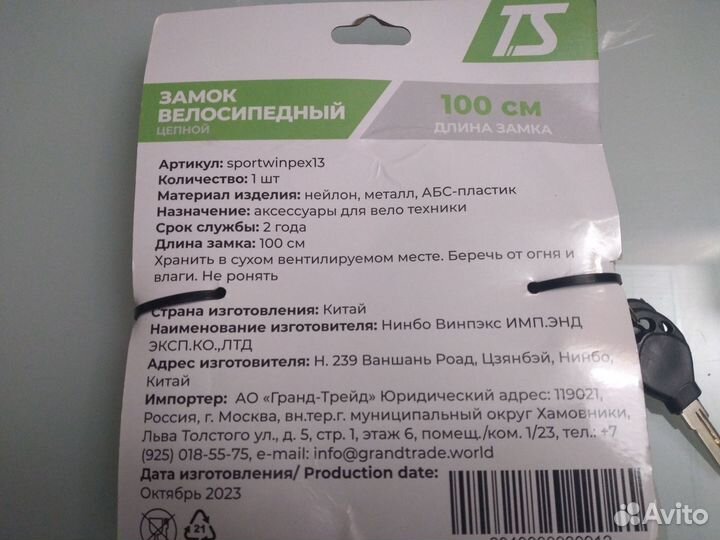 TS
ЗАМОК
ВЕЛОСИПЕДНЫЙ
ЦЕПНОЙ
100 СМ
ДЛИНА ЗАМКА
Артикул: sportwinpex13
Количество: 1 шт
Материал изделия: нейлон, металл, АБС-пластик
Назначение: аксессуары для вело техники
Срок службы: 2 года
Длина замка: 100 см
Хранить в сухом вентилируемом месте. Беречь от огня и
влаги. Не ронять
Страна изготовления: Китай
Наименование изготовителя: Нинбо Винпэкс ИМП.ЭНД
ЭКСП.КО.,ЛТД
Адрес изготовителя: Н. 239 Ваншань Роад, Цзянбэй, Нинбо,
Китай
Импортер: АО «Гранд-Трейд» Юридический адрес: 119021,
Россия, г. Москва, вн.тер.г. муниципальный округ Хамовники,
Льва Толстого ул., д. 5, стр. 1, этаж 6, помещ./ком. 1/23, тел.: +7
(925) 018-55-75, e-mail: info@grandtrade.world
Дата изготовления/ Production date:
Октябрь 2023
21
Avito